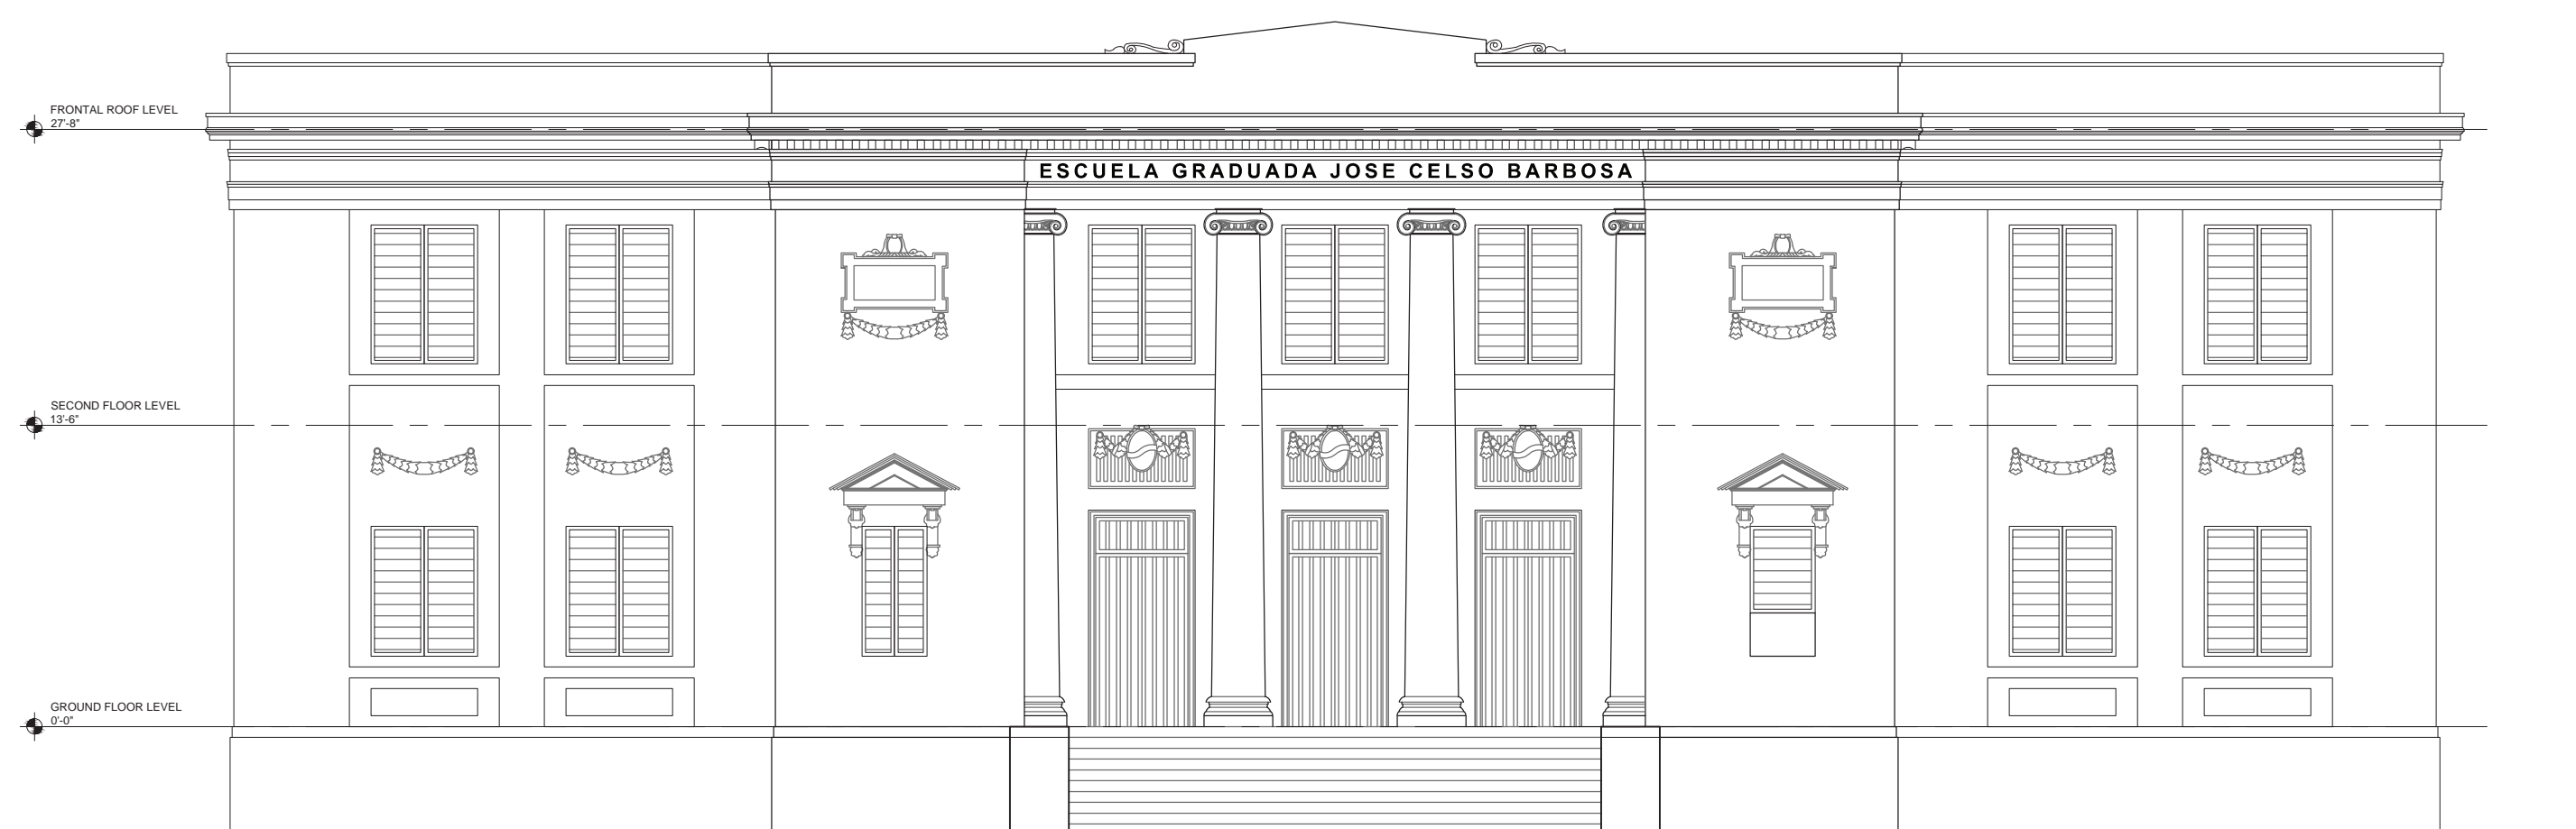 FRONTAL ROOF LEVEL
27'-8"
ESCUELA GRADUADA JOSE CELSO BARBOSA
SECOND FLOOR LEVEL
13'-6"
GROUND FLOOR LEVEL
0'-0"